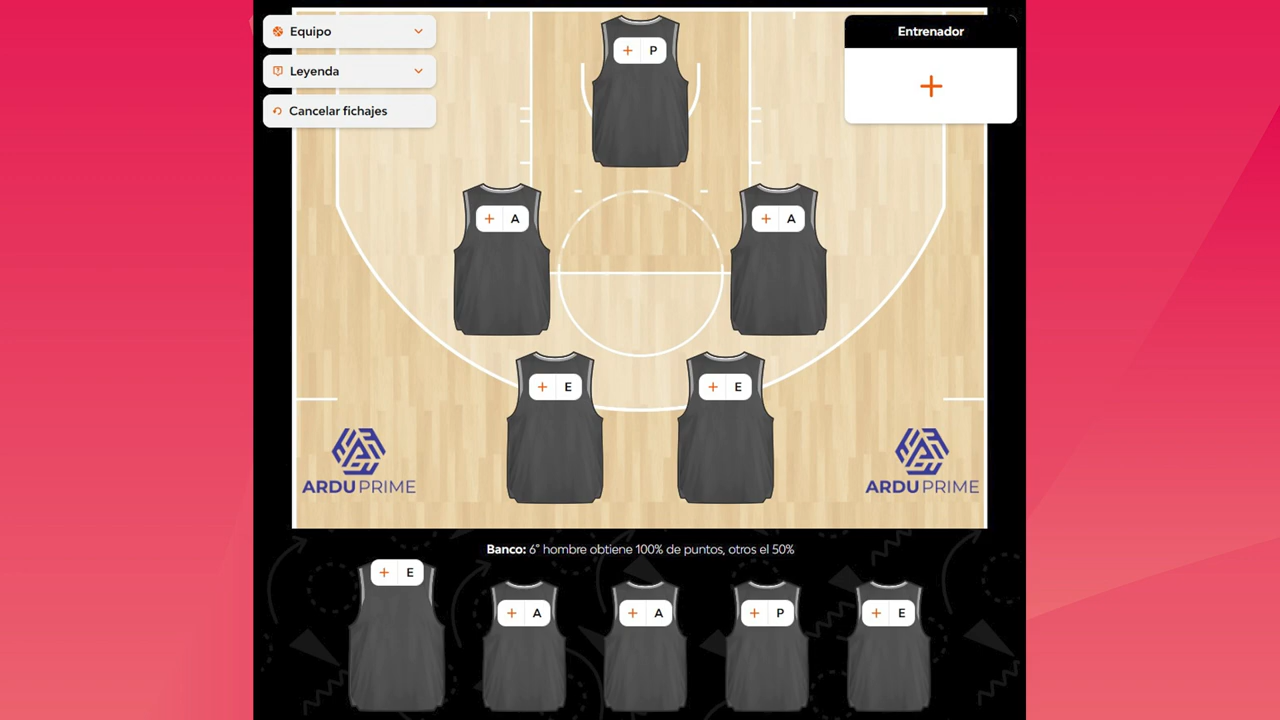 Equipo
Leyenda
Cancelar fichajes
Entrenador
+
+ P
+ A
+ A
+ E
+ E
ARDU PRIME
ARDU PRIME
Banco: 6° hombre obtiene 100% de puntos, otros el 50%
+ E
+ A
+ A
+ P
+ E